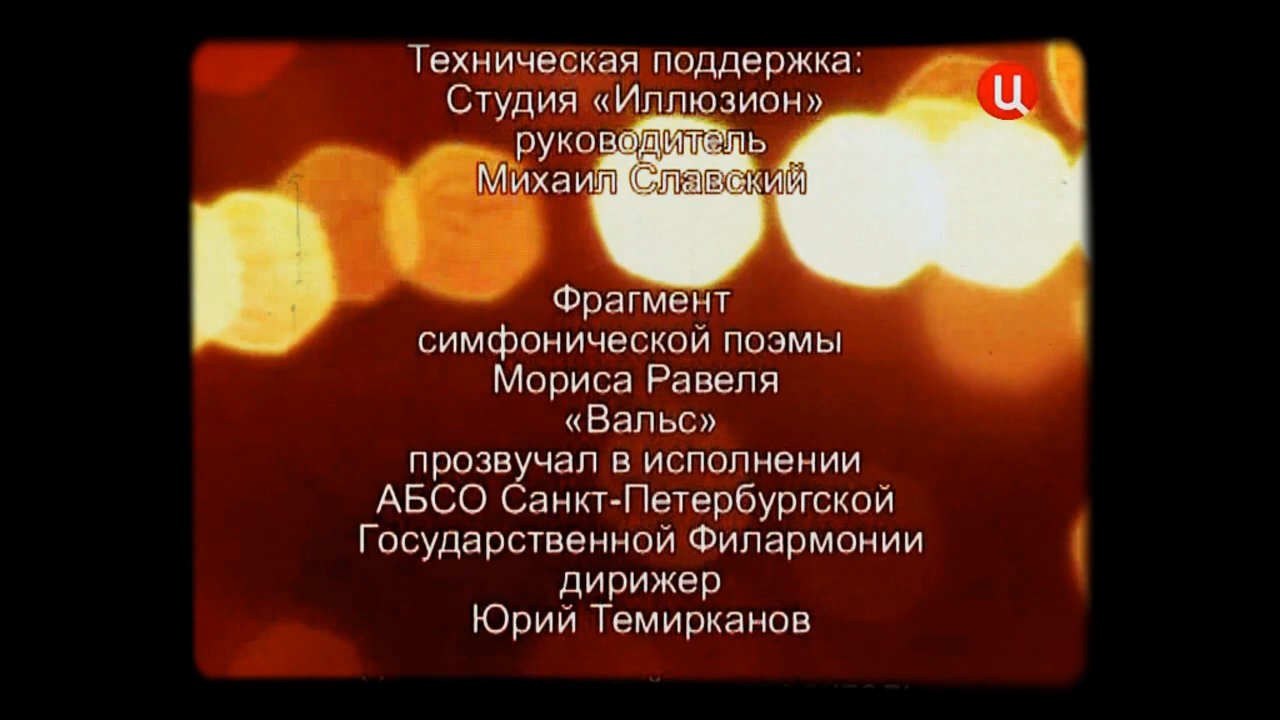 Техническая поддержка:
Студия «Иллюзион»
руководитель
Михаил Славский
Ц
Фрагмент
симфонической поэмы
Мориса Равеля
«Вальс»
прозвучал в исполнении
АБСО Санкт-Петербургской
Государственной Филармонии
дирижер
Юрий Темирканов